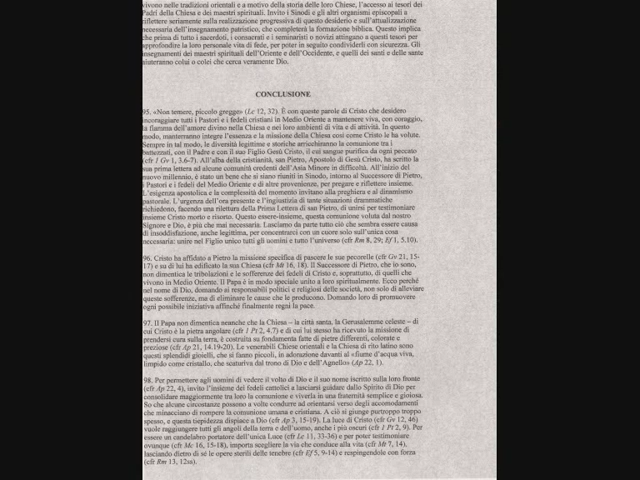 vivono nelle tradizioni orientali e a motivo della storia delle loro Chiese, l'accesso ai tesori dei
Padri della Chiesa e dei maestri spirituali. Invito i Sinodi e gli altri organismi episcopali a
riflettere seriamente sulla realizzazione progressiva di questo desiderio e sull'attualizzazione
necessaria dell'insegnamento patristico, che completerà la formazione biblica. Questo implica
che prima di tutto i sacerdoti, i consacrati e i seminaristi o novizi attingano a questi tesori per
approfondire la loro personale vita di fede, per poter in seguito condividerli con sicurezza. Gli
insegnamenti dei maestri spirituali dell'Oriente e dell'Occidente, e quelli dei santi e delle sante
aiuteranno colui o colei che cerca veramente Dio.
CONCLUSIONE
95. «Non temere, piccolo gregge» (Lc 12, 32). È con queste parole di Cristo che desidero
incoraggiare tutti i Pastori e i fedeli cristiani in Medio Oriente a mantenere viva, con coraggio,
la fiamma dell'amore divino nella Chiesa e nei loro ambienti di vita e di attività. In questo
modo, manterranno integre l'essenza e la missione della Chiesa così come Cristo le ha volute.
Sempre in tal modo, le diversità legittime e storiche arricchiranno la comunione tra i
battezzati, con il Padre e con il suo Figlio Gesù Cristo, il cui sangue purifica da ogni peccato
(cfr 1 Gv 1, 3.6-7). All'alba della cristianità, san Pietro, Apostolo di Gesù Cristo, ha scritto la
sua prima lettera ad alcune comunità credenti dell'Asia Minore in difficoltà. All'inizio del
nuovo millennio, è stato un bene che si siano riuniti in Sinodo, intorno al Successore di Pietro,
i Pastori e i fedeli del Medio Oriente e di altre provenienze, per pregare e riflettere insieme.
L'esigenza apostolica e la complessità del momento invitano alla preghiera e al dinamismo
pastorale. L'urgenza dell'ora presente e l'ingiustizia di tante situazioni drammatiche
richiedono, facendo una rilettura della Prima Lettera di san Pietro, di unirsi per testimoniare
insieme Cristo morto e risorto. Questo essere-insieme, questa comunione voluta dal nostro
Signore e Dio, è più che mai necessaria. Lasciamo da parte tutto ciò che sembra essere causa
di insoddisfazione, anche legittima, per concentrarci con un cuore solo sull'unica cosa
necessaria: unire nel Figlio unico tutti gli uomini e tutto l'universo (cfr Rm 8, 29; Ef 1, 5.10).
96. Cristo ha affidato a Pietro la missione specifica di pascere le sue pecorelle (cfr Gv 21, 15-
17) e su di lui ha edificato la sua Chiesa (cfr Mt 16, 18). Il Successore di Pietro, che io sono,
non dimentica le tribolazioni e le sofferenze dei fedeli di Cristo e, soprattutto, di quelli che
vivono in Medio Oriente. Il Papa è in modo speciale unito a loro spiritualmente. Ecco perché
nel nome di Dio, domando ai responsabili politici e religiosi delle società, non solo di alleviare
queste sofferenze, ma di eliminare le cause che le producono. Domando loro di promuovere
ogni possibile iniziativa affinché finalmente regni la pace.
97. Il Papa non dimentica neanche che la Chiesa – la città santa, la Gerusalemme celeste – di
cui Cristo è la pietra angolare (cfr 1 Pt 2, 4.7) e di cui lui stesso ha ricevuto la missione di
prendersi cura sulla terra, è costruita su fondamenta fatte di pietre differenti, colorate e
preziose (cfr Ap 21, 14.19-20). Le venerabili Chiese orientali e la Chiesa di rito latino sono
questi splendidi gioielli, che si fanno piccoli, in adorazione davanti al «fiume d'acqua viva,
limpido come cristallo, che scaturiva dal trono di Dio e dell'Agnello» (Ap 22, 1).
98. Per permettere agli uomini di vedere il volto di Dio e il suo nome iscritto sulla loro fronte
(cfr Ap 22, 4), invito l'insieme dei fedeli cattolici a lasciarsi guidare dallo Spirito di Dio per
consolidare maggiormente tra loro la comunione e viverla in una fraternità semplice e gioiosa.
So che alcune circostanze possono a volte condurre ad orientarsi verso degli accomodamenti
che minacciano di rompere la comunione umana e cristiana. A ciò si giunge purtroppo troppo
spesso, e questa tiepidezza dispiace a Dio (cfr Ap 3, 15-19). La luce di Cristo (cfr Gv 12, 46)
vuole raggiungere tutti gli angoli della terra e dell'uomo, anche i più oscuri (cfr 1 Pt 2, 9). Per
essere un candelabro portatore dell'unica Luce (cfr Lc 11, 33-36) e per poter testimoniare
ovunque (cfr Mc 16, 15-18), importa scegliere la via che conduce alla vita (cfr Mt 7, 14),
lasciando dietro di sé le opere sterili delle tenebre (cfr Ef 5, 9-14) e respingendole con forza
(cfr Rm 13, 12ss).